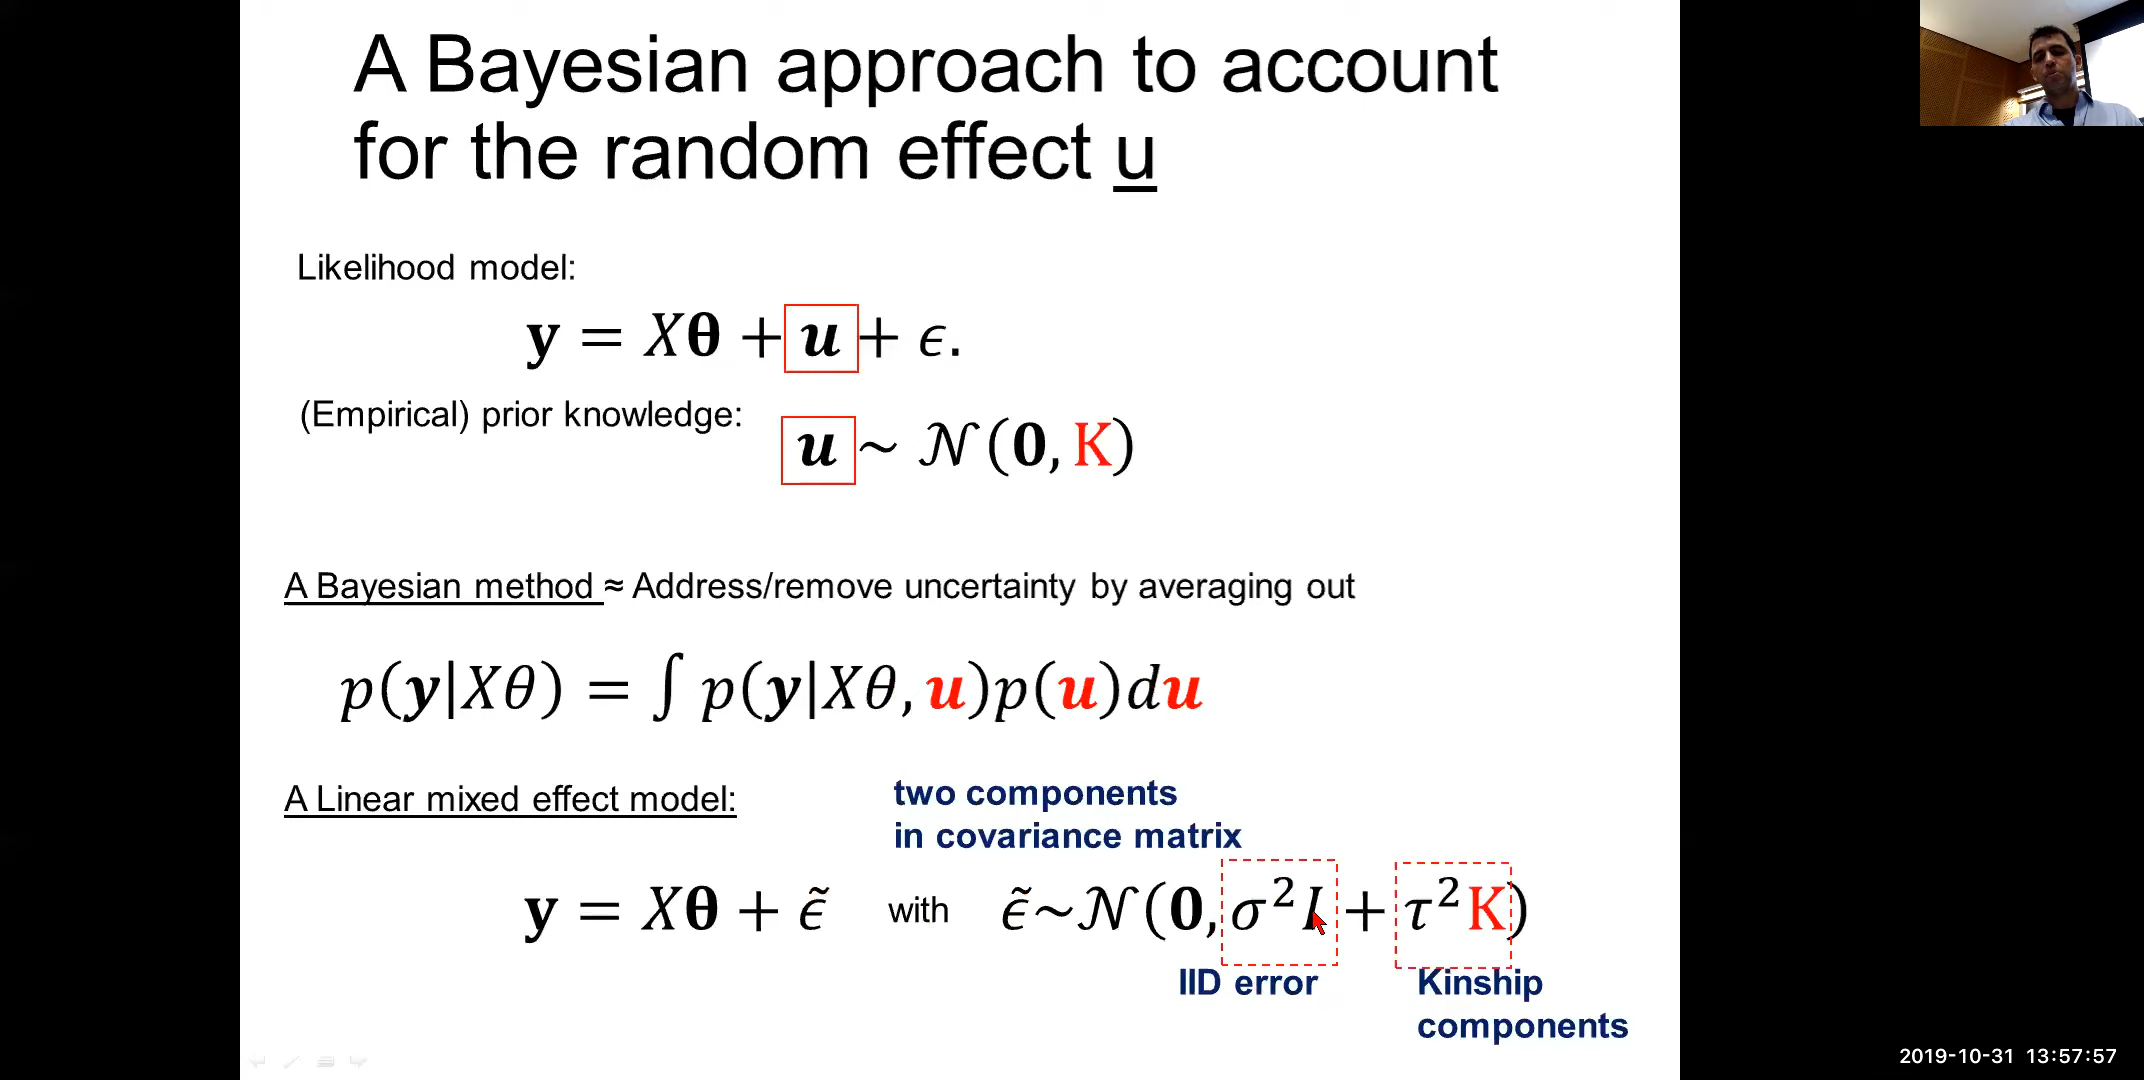 A Bayesian approach to account
for the random effect u
Likelihood model:
𝐲 = X𝛉 + 𝒖 + ϵ.
(Empirical) prior knowledge:
𝒖 ~ 𝒩(𝟎, K)
A Bayesian method ≈ Address/remove uncertainty by averaging out
p(𝒚|Xθ) = ∫ p(𝒚|Xθ, 𝒖)p(𝒖)d𝒖
A Linear mixed effect model:
two components
in covariance matrix
𝐲 = X𝛉 + ϵ̃ with ϵ̃~𝒩(𝟎, σ²I + τ²K)
IID error
Kinship
components
2019-10-31 13:57:57